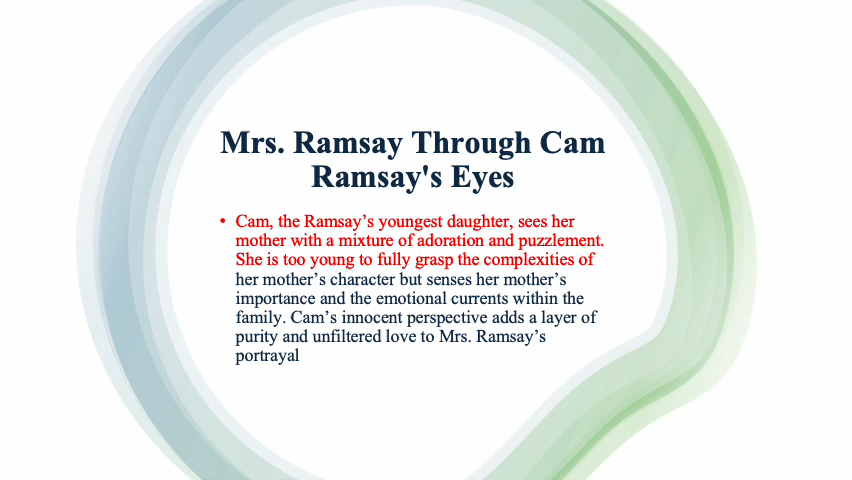 Mrs. Ramsay Through Cam
Ramsay's Eyes
• Cam, the Ramsay’s youngest daughter, sees her
mother with a mixture of adoration and puzzlement.
She is too young to fully grasp the complexities of
her mother’s character but senses her mother’s
importance and the emotional currents within the
family. Cam’s innocent perspective adds a layer of
purity and unfiltered love to Mrs. Ramsay’s
portrayal